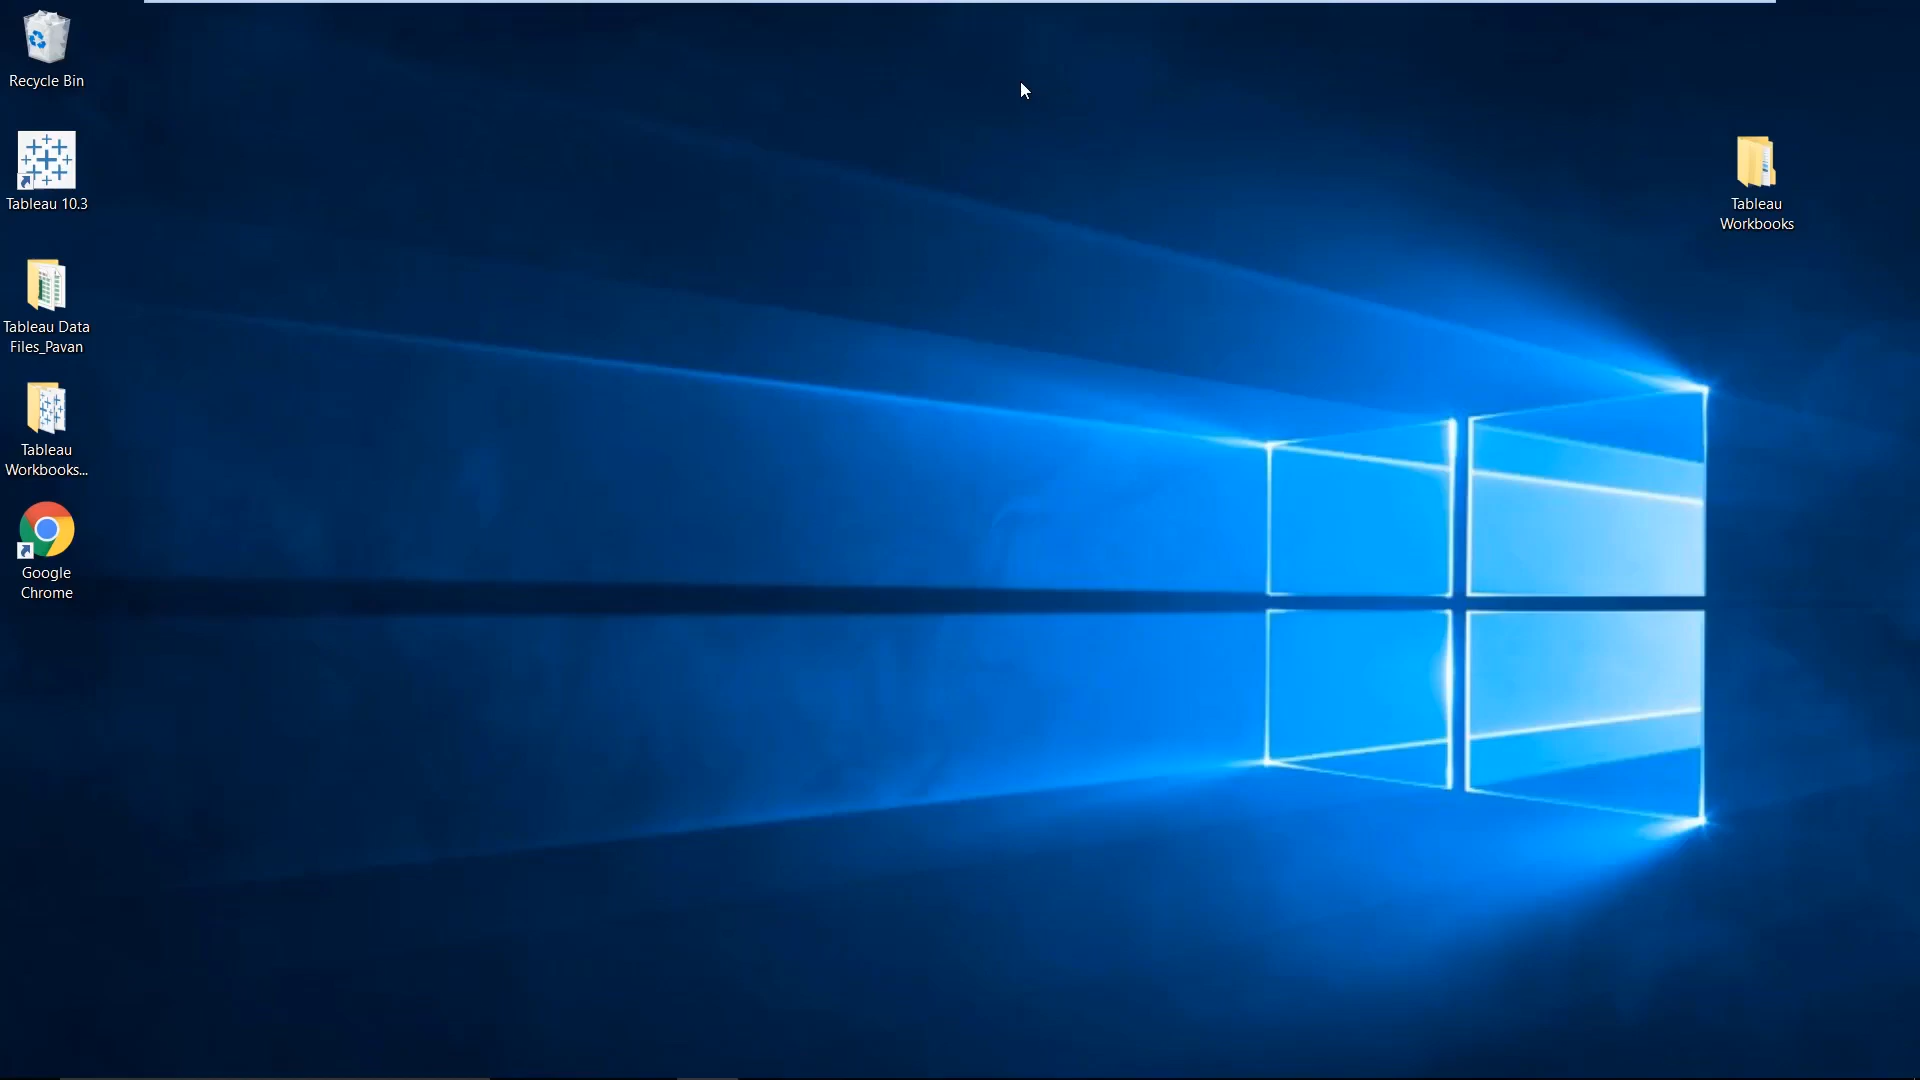 Recycle Bin
Tableau 10.3
Tableau Data
Files_Pavan
Tableau
Workbooks...
Google
Chrome
Tableau
Workbooks